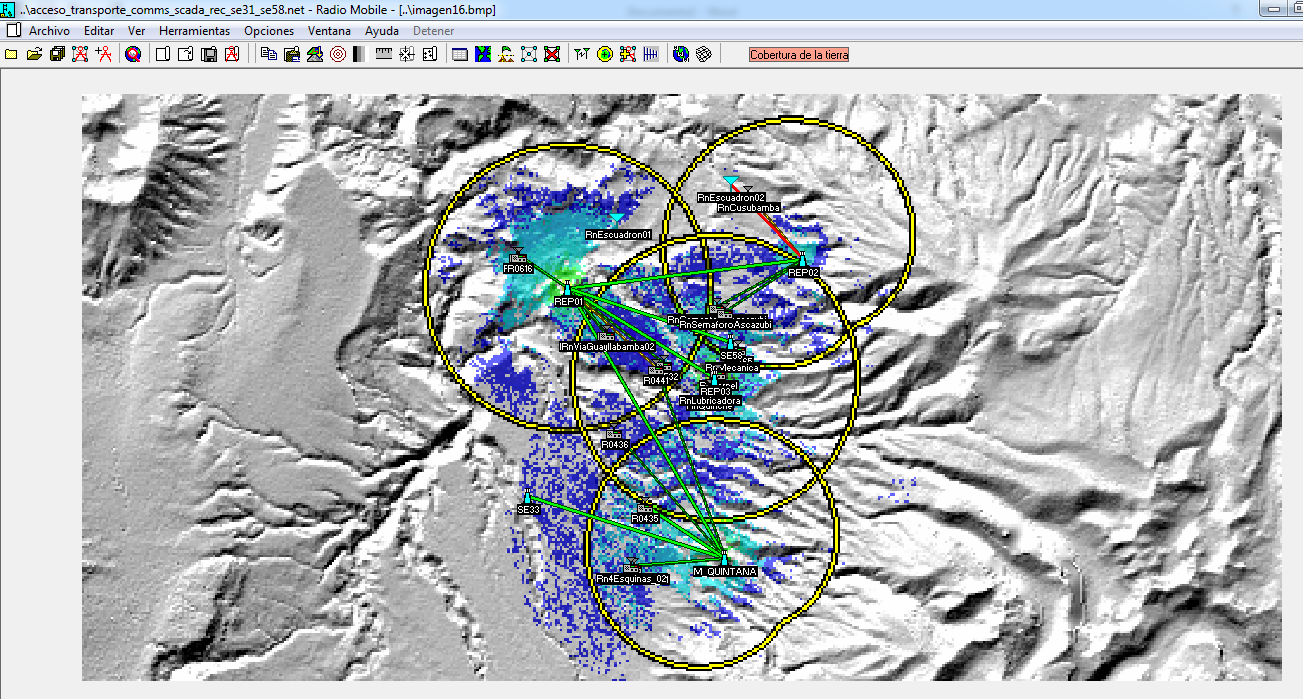 ..\acceso_transporte_comms_scada_rec_se31_se58.net - Radio Mobile - [..\imagen16.bmp]
Archivo Editar Ver Herramientas Opciones Ventana Ayuda Detener
Cobertura de la tierra
RnEscuadron02
RnCusubamba
RnEscuadron01
FR0616
REP02
REP01
RnSemaforoAscazubi
RnViaGuayllabamba02
SE58
RnMecanica
R0441
REP03
RnLubricadora
R0436
SE33
R0435
M_QUINTANA
Rn4Esquinas_02